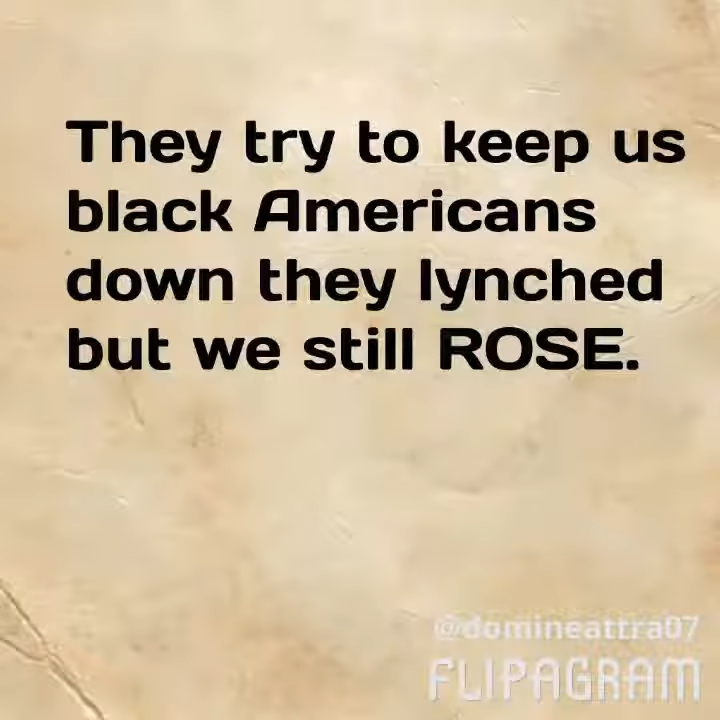 They try to keep us
black Americans
down they lynched
but we still ROSE.
@domineattra07
FLIPAGRAM